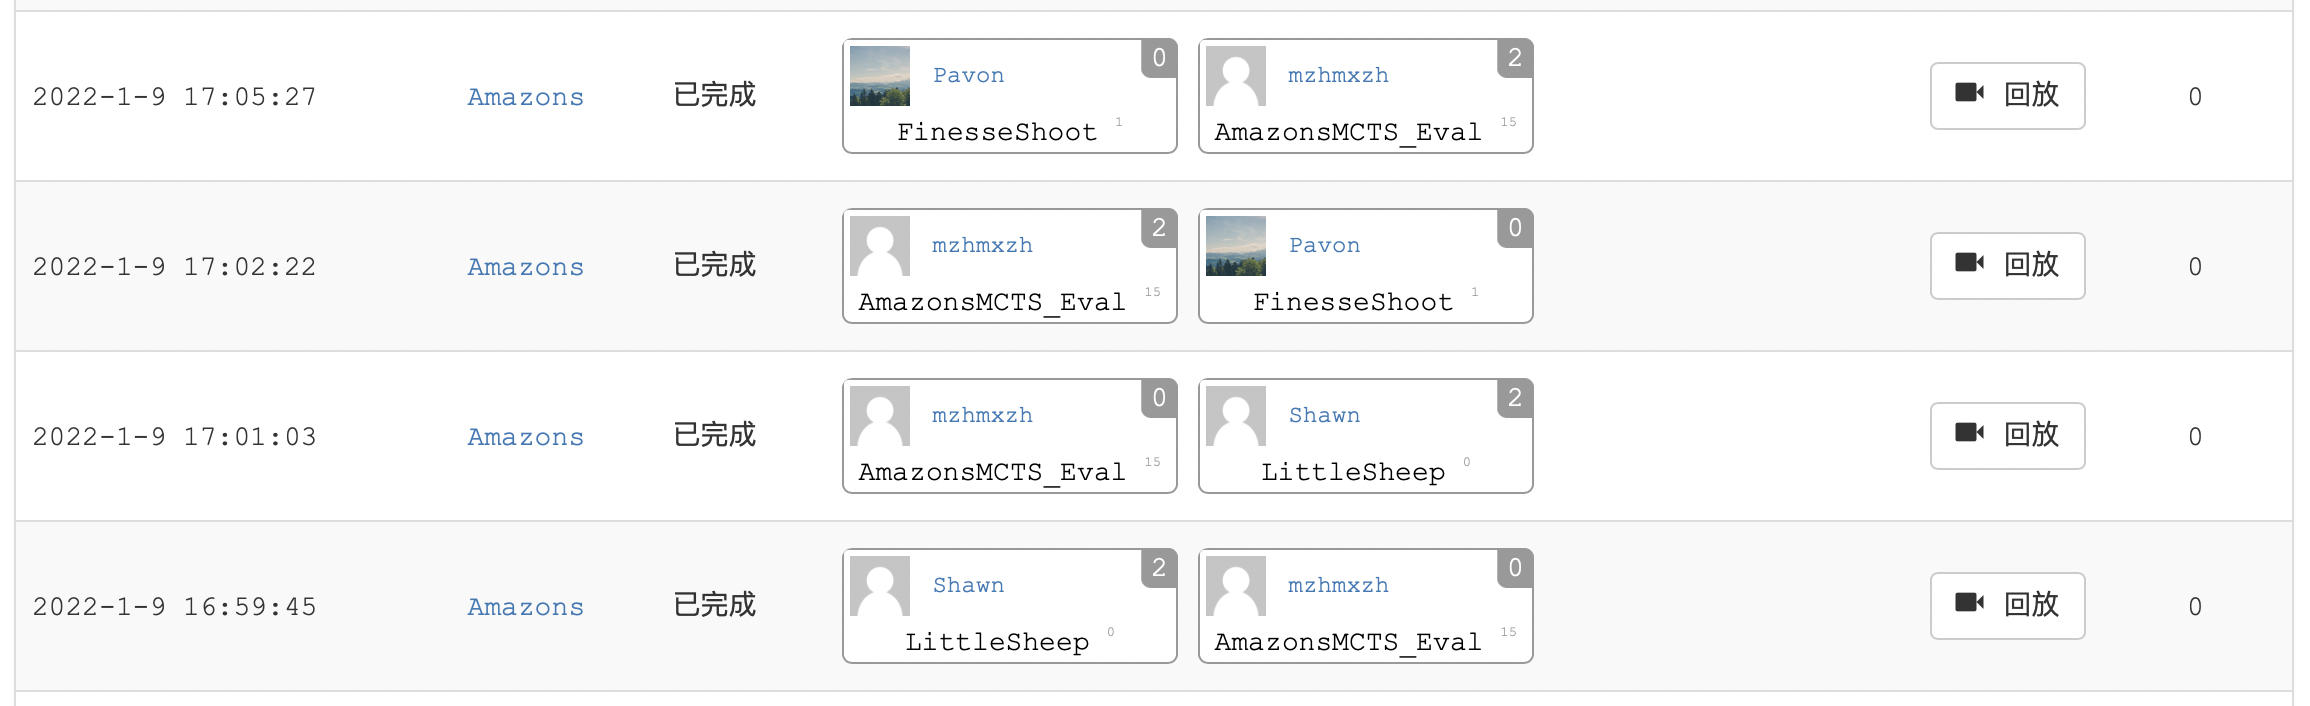 2022-1-9 17:05:27 Amazons 已完成 Pavon 0 mzhmxzh 2 回放 0
FinesseShoot 1 AmazonsMCTS_Eval 15
2022-1-9 17:02:22 Amazons 已完成 mzhmxzh 2 Pavon 0 回放 0
AmazonsMCTS_Eval 15 FinesseShoot 1
2022-1-9 17:01:03 Amazons 已完成 mzhmxzh 0 Shawn 2 回放 0
AmazonsMCTS_Eval 15 LittleSheep 0
2022-1-9 16:59:45 Amazons 已完成 Shawn 2 mzhmxzh 0 回放 0
LittleSheep 0 AmazonsMCTS_Eval 15